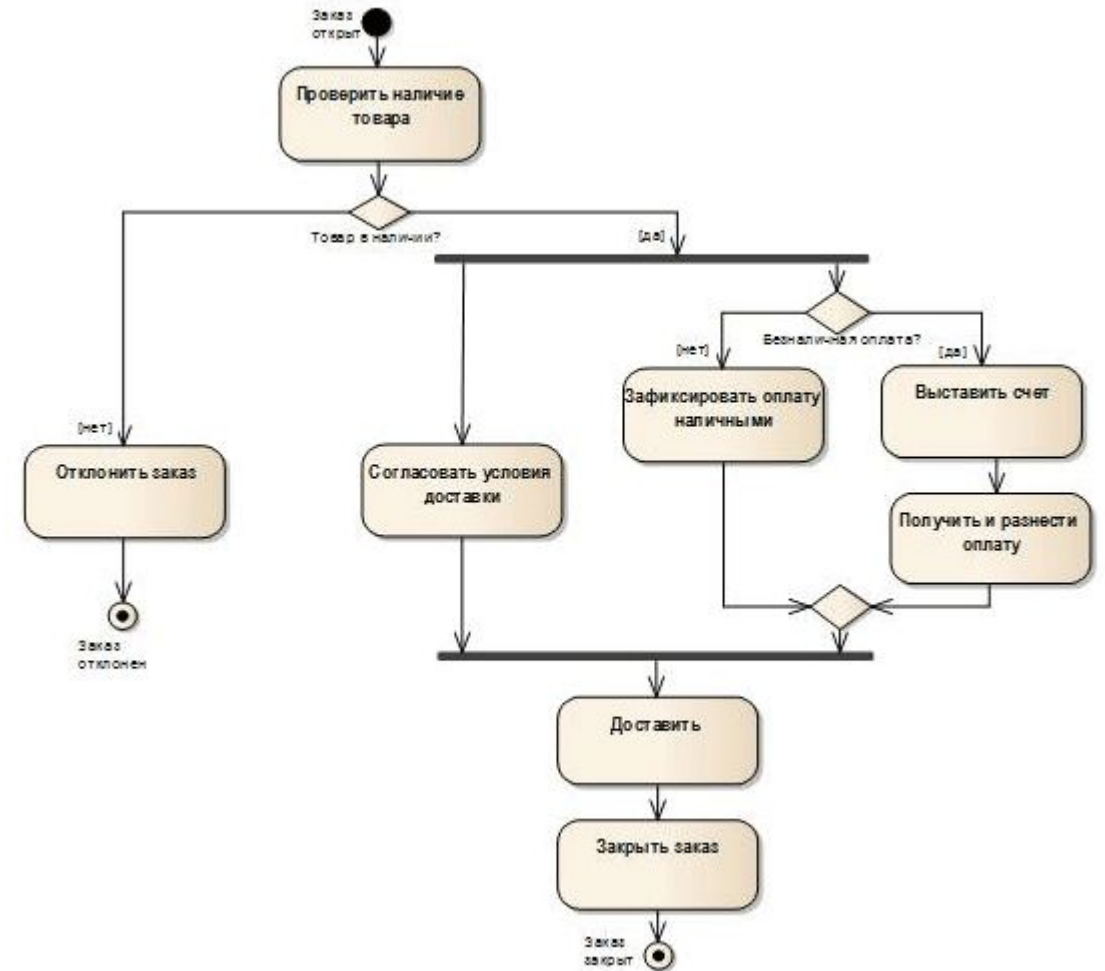 Заказ
открыт
Проверить наличие
товара
Товар в наличии?
[да]
Безналичная оплата?
[нет]
[да]
Зафиксировать оплату
наличными
Выставить счет
[нет]
Отклонить заказ
Согласовать условия
доставки
Получить и разнести
оплату
Заказ
отклонен
Доставить
Закрыть заказ
Заказ
закрыт